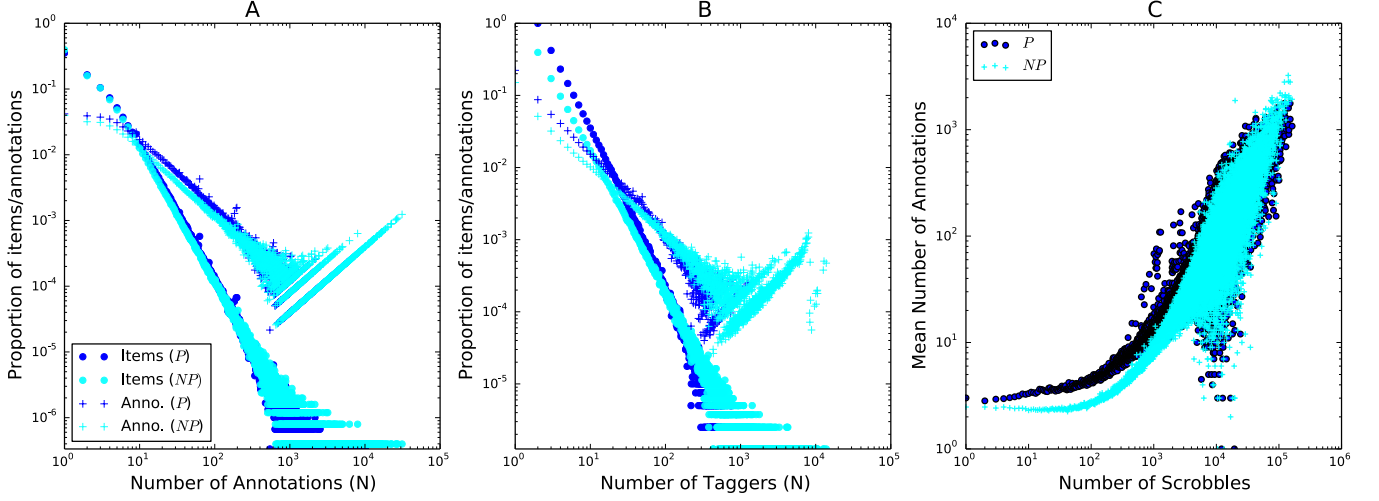 A
Proportion of items/annotations
10^0
10^-1
10^-2
10^-3
10^-4
10^-5
10^-6
Items (P)
Items (NP)
Anno. (P)
Anno. (NP)
10^0 10^1 10^2 10^3 10^4 10^5
Number of Annotations (N)
B
Proportion of items/annotations
10^0
10^-1
10^-2
10^-3
10^-4
10^-5
10^0 10^1 10^2 10^3 10^4 10^5
Number of Taggers (N)
C
Mean Number of Annotations
10^4
10^3
10^2
10^1
10^0
P
NP
10^0 10^1 10^2 10^3 10^4 10^5 10^6
Number of Scrobbles